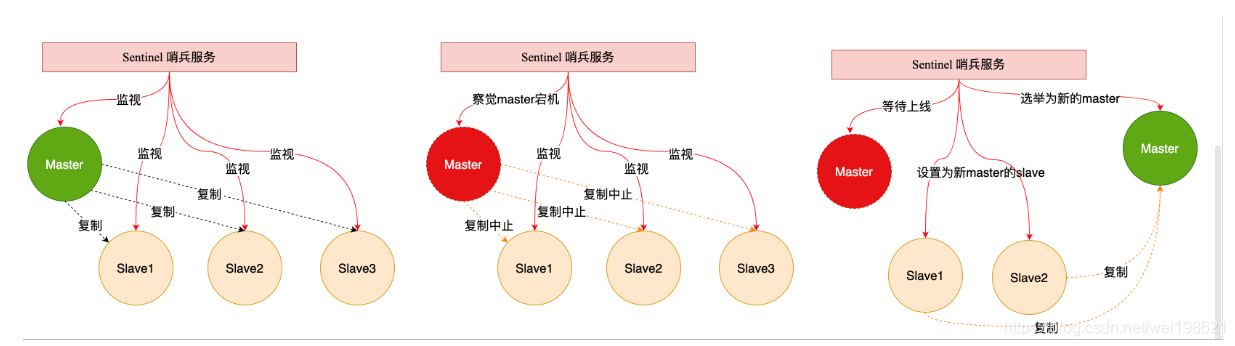 Sentinel 哨兵服务
监视
Master
监视
监视
监视
复制
复制
复制
Slave1
Slave2
Slave3
Sentinel 哨兵服务
察觉master宕机
Master
监视
监视
监视
复制中止
复制中止
复制中止
Slave1
Slave2
Slave3
Sentinel 哨兵服务
等待上线
选举为新的master
Master
Master
设置为新master的slave
Slave1
Slave2
复制
复制
https://blog.csdn.net/wei198621